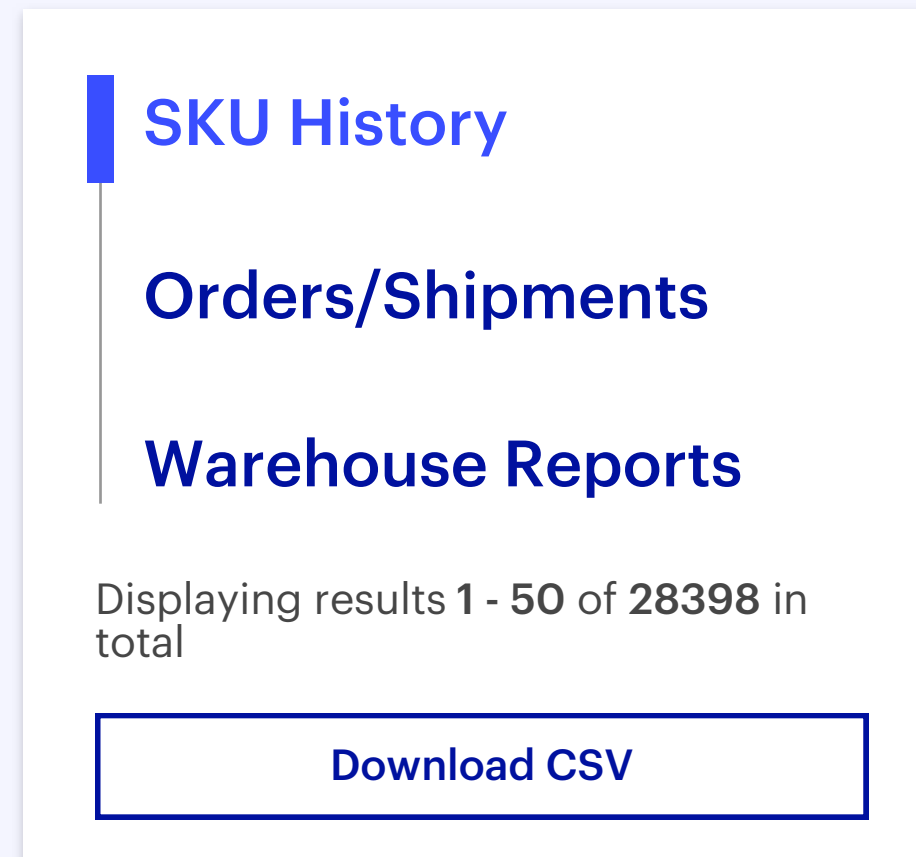 SKU History
Orders/Shipments
Warehouse Reports
Displaying results 1 - 50 of 28398 in
total
Download CSV